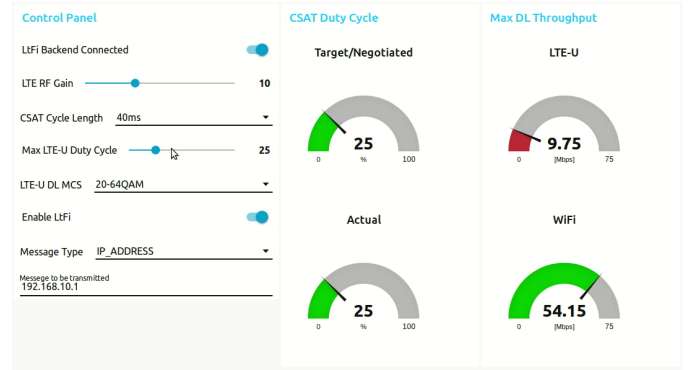 Control Panel
LtFi Backend Connected
LTE RF Gain 10
CSAT Cycle Length 40ms
Max LTE-U Duty Cycle 25
LTE-U DL MCS 20-64QAM
Enable LtFi
Message Type IP_ADDRESS
Messege to be transmitted
192.168.10.1
CSAT Duty Cycle
Target/Negotiated
25
0 % 100
Actual
25
0 % 100
Max DL Throughput
LTE-U
9.75
0 [Mbps] 75
WiFi
54.15
0 [Mbps] 75